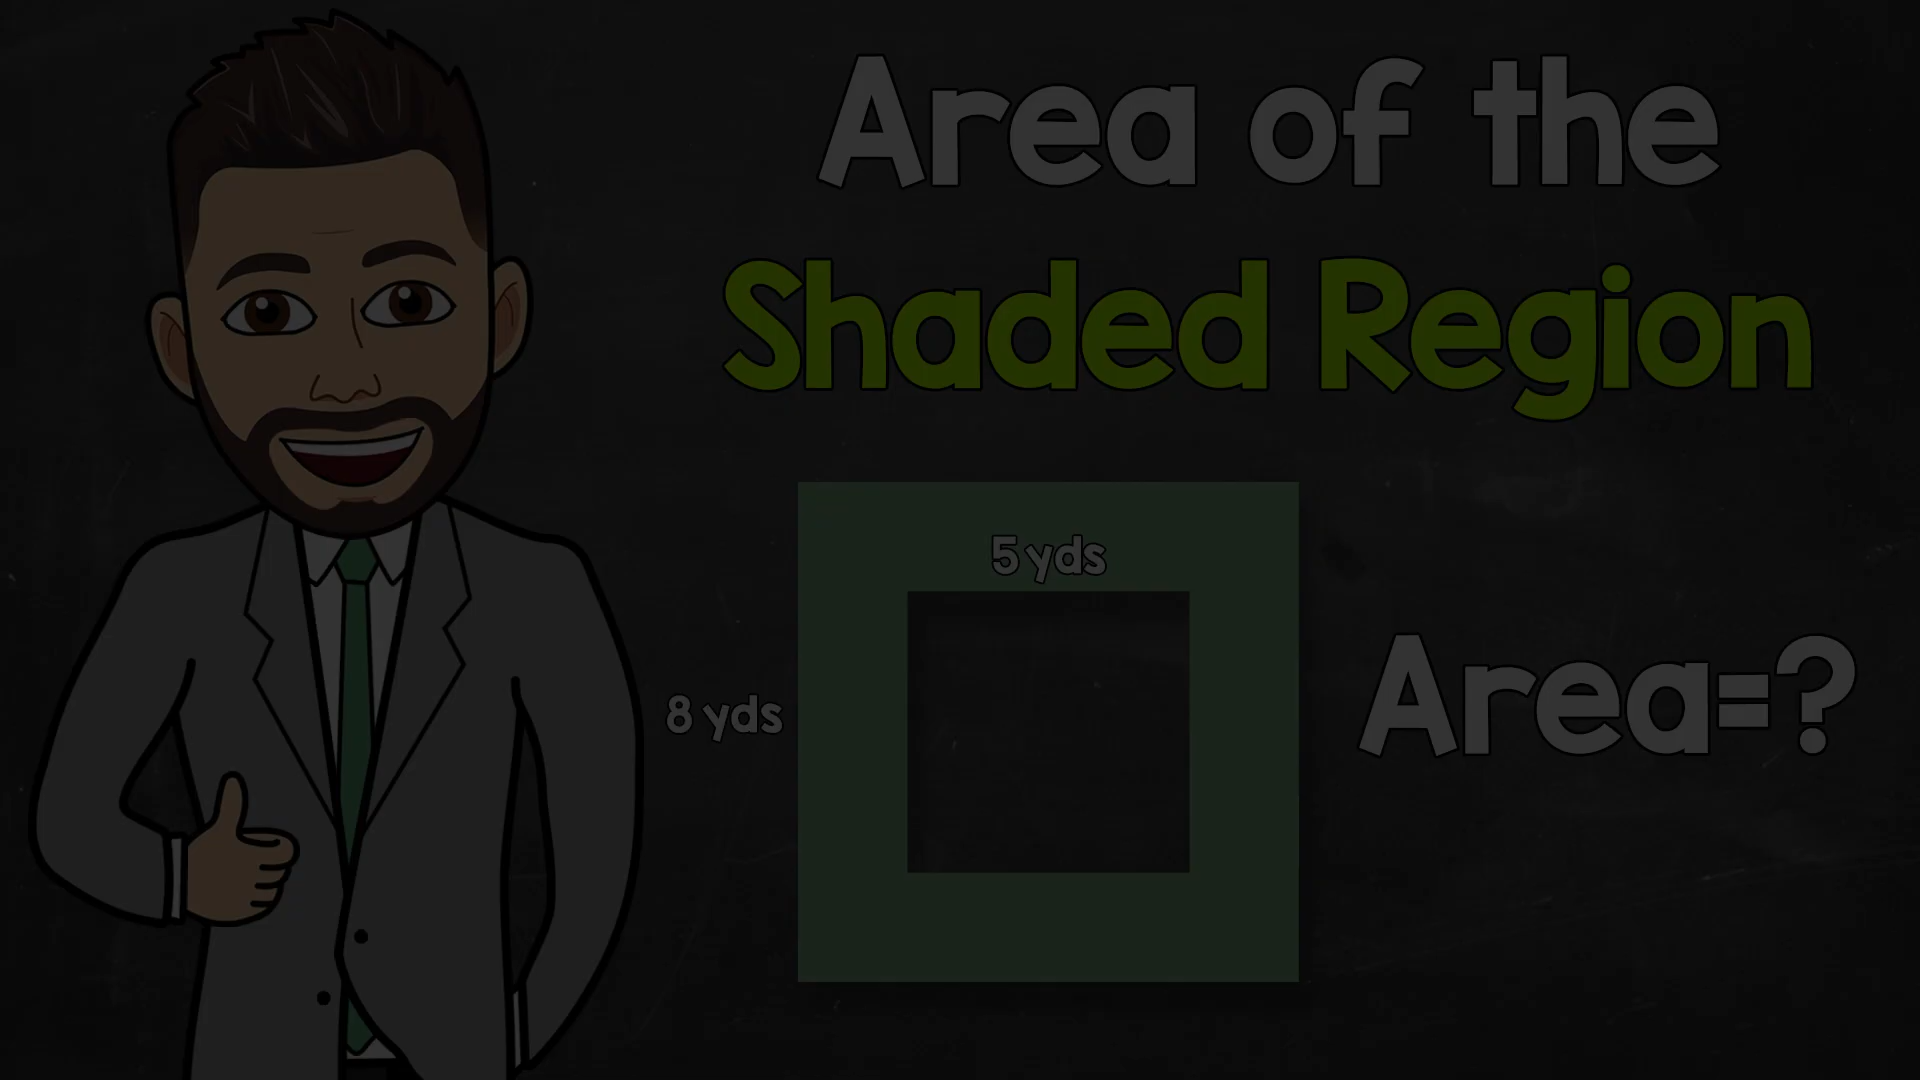 Area of the
Shaded Region
5 yds
8 yds
Area=?